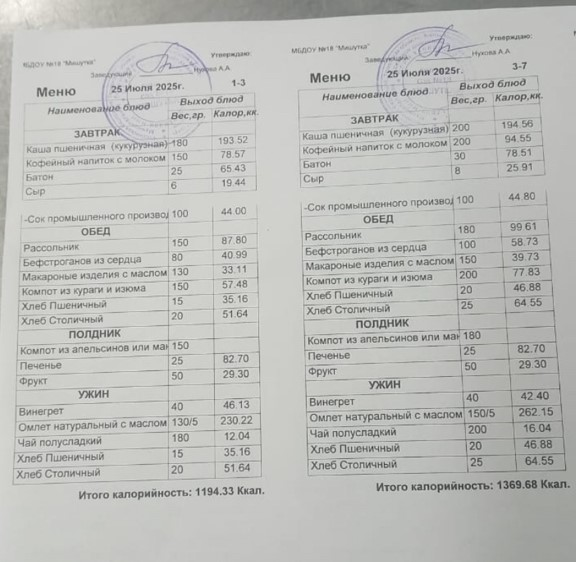 Утверждаю:
МБДОУ №18 "Мишутка"
Заведующий Нухова А.А.
Меню 25 Июля 2025г. 1-3
Наименование блюд Выход блюд
Вес,гр. Калор,кк.
ЗАВТРАК
Каша пшеничная (кукурузная) 180 193.52
Кофейный напиток с молоком 150 78.57
Батон 25 65.43
Сыр 6 19.44
-Сок промышленного производ 100 44.00
ОБЕД
Рассольник 150 87.80
Бефстроганов из сердца 80 40.99
Макароные изделия с маслом 130 33.11
Компот из кураги и изюма 150 57.48
Хлеб Пшеничный 15 35.16
Хлеб Столичный 20 51.64
ПОЛДНИК
Компот из апельсинов или ман 150
Печенье 25 82.70
Фрукт 50 29.30
УЖИН
Винегрет 40 46.13
Омлет натуральный с маслом 130/5 230.22
Чай полусладкий 180 12.04
Хлеб Пшеничный 15 35.16
Хлеб Столичный 20 51.64
Итого калорийность: 1194.33 Ккал.
Утверждаю:
МБДОУ №18 "Мишутка"
Заведующий Нухова А.А.
Меню 25 Июля 2025г. 3-7
Наименование блюд Выход блюд
Вес,гр. Калор,кк.
ЗАВТРАК
Каша пшеничная (кукурузная) 200 194.56
Кофейный напиток с молоком 200 94.55
Батон 30 78.51
Сыр 8 25.91
-Сок промышленного производ 100 44.80
ОБЕД
Рассольник 180 99.61
Бефстроганов из сердца 100 58.73
Макароные изделия с маслом 150 39.73
Компот из кураги и изюма 200 77.83
Хлеб Пшеничный 20 46.88
Хлеб Столичный 25 64.55
ПОЛДНИК
Компот из апельсинов или ман 180
Печенье 25 82.70
Фрукт 50 29.30
УЖИН
Винегрет 40 42.40
Омлет натуральный с маслом 150/5 262.15
Чай полусладкий 200 16.04
Хлеб Пшеничный 20 46.88
Хлеб Столичный 25 64.55
Итого калорийность: 1369.68 Ккал.